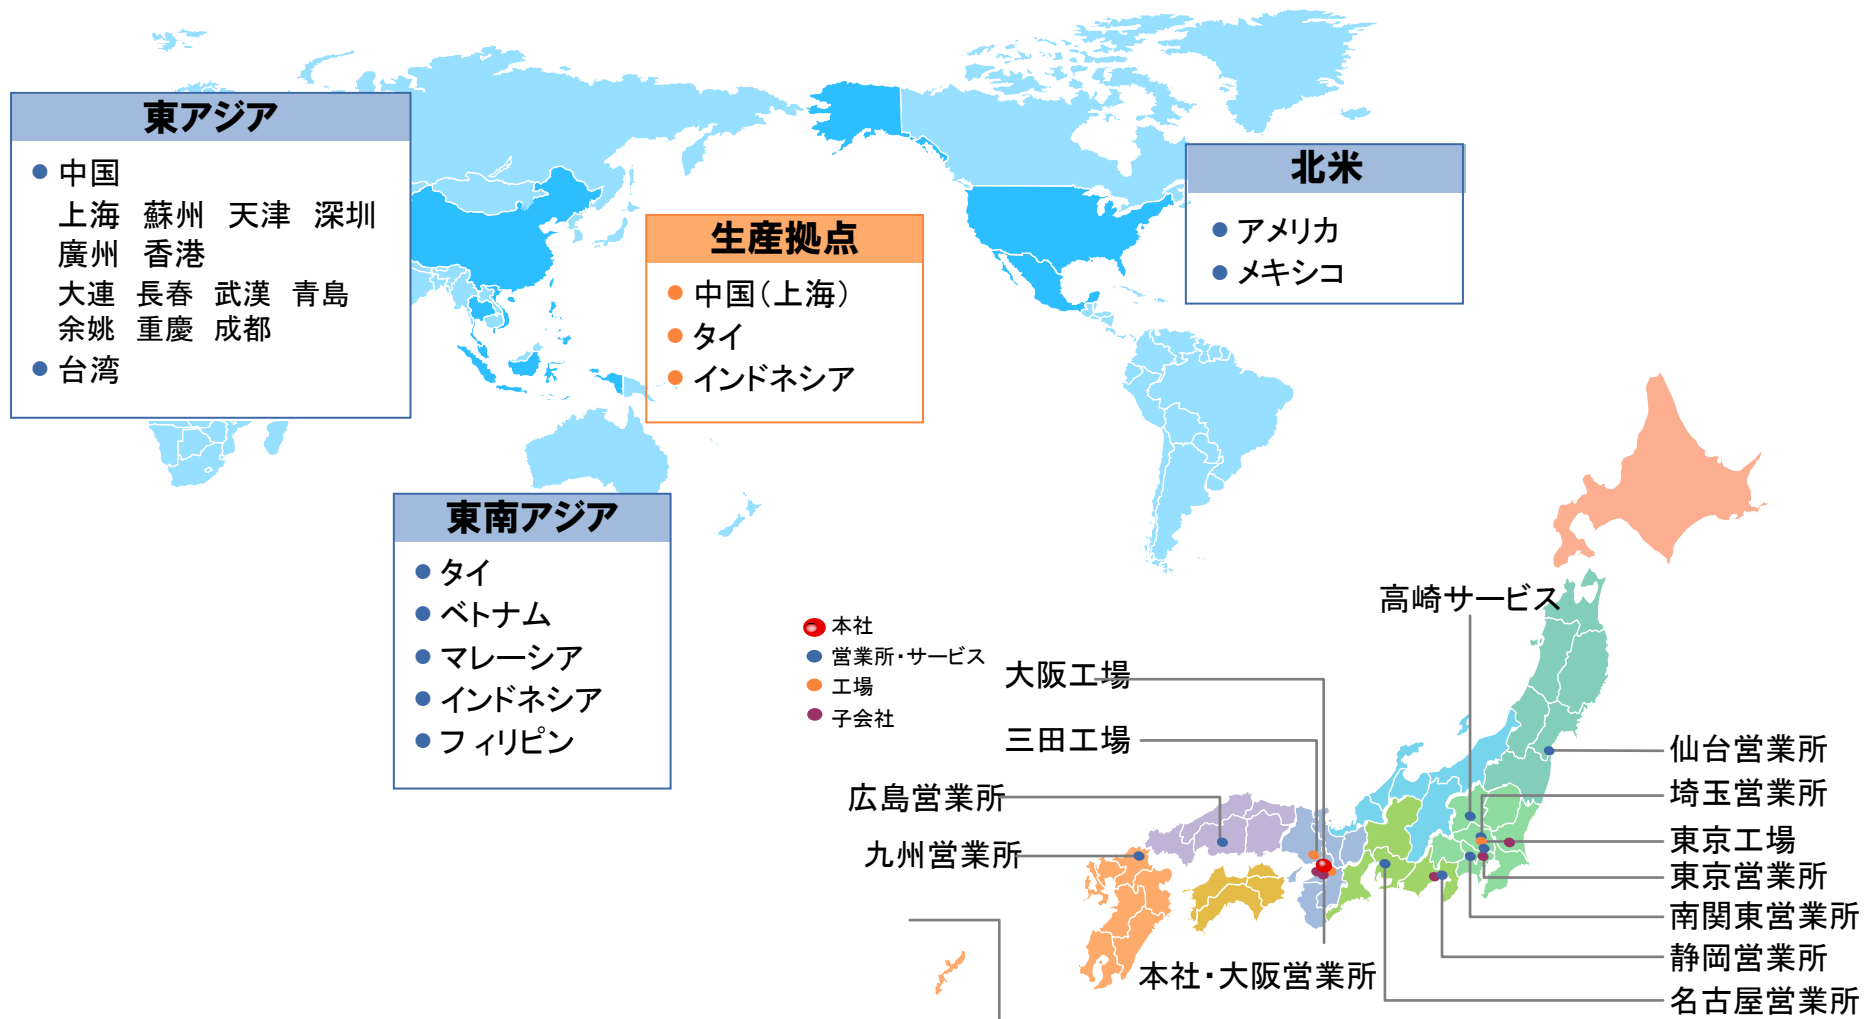 東アジア
中国
上海 蘇州 天津 深圳
廣州 香港
大連 長春 武漢 青島
余姚 重慶 成都
台湾
生産拠点
中国(上海)
タイ
インドネシア
北米
アメリカ
メキシコ
東南アジア
タイ
ベトナム
マレーシア
インドネシア
フィリピン
本社
営業所・サービス
工場
子会社
高崎サービス
大阪工場
三田工場
広島営業所
九州営業所
本社・大阪営業所
仙台営業所
埼玉営業所
東京工場
東京営業所
南関東営業所
静岡営業所
名古屋営業所